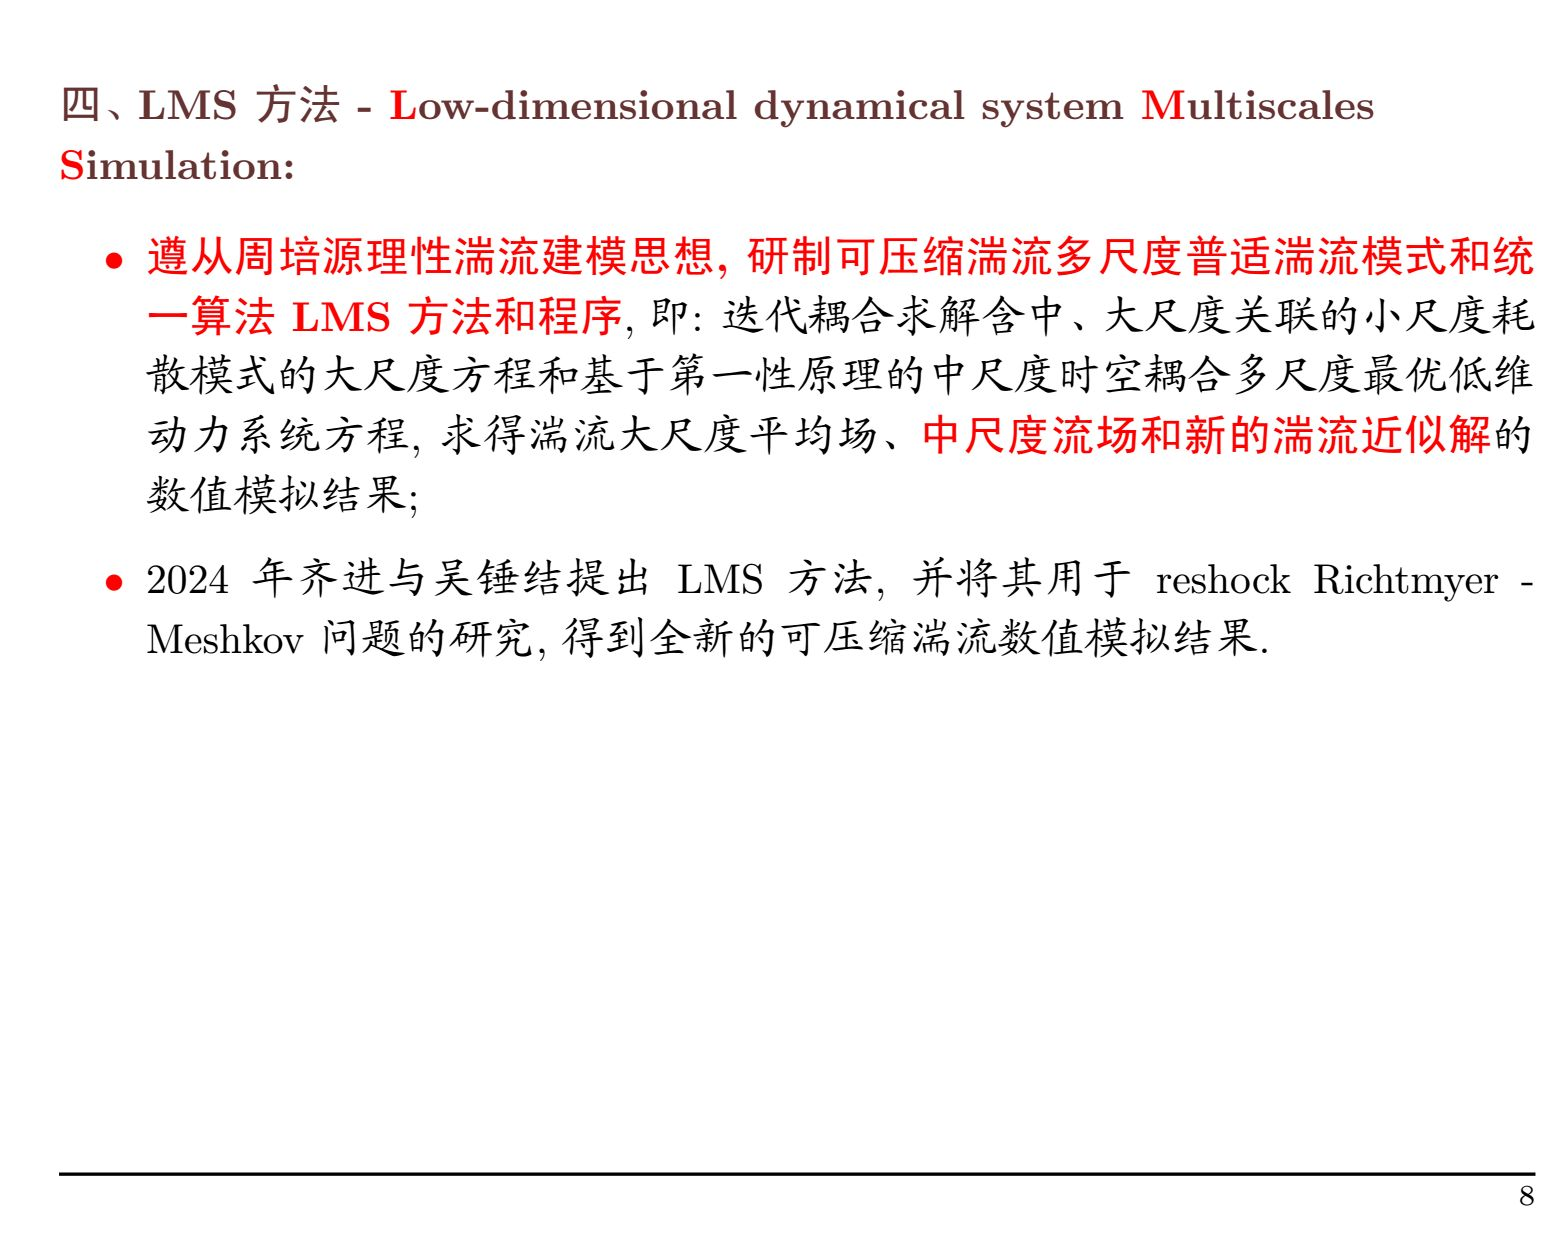 四、LMS 方法 - Low-dimensional dynamical system Multiscales
Simulation:
• 遵从周培源理性湍流建模思想, 研制可压缩湍流多尺度普适湍流模式和统
一算法 LMS 方法和程序, 即: 迭代耦合求解含中、大尺度关联的小尺度耗
散模式的大尺度方程和基于第一性原理的中尺度时空耦合多尺度最优低维
动力系统方程, 求得湍流大尺度平均场、中尺度流场和新的湍流近似解的
数值模拟结果;
• 2024 年齐进与吴锤结提出 LMS 方法, 并将其用于 reshock Richtmyer -
Meshkov 问题的研究, 得到全新的可压缩湍流数值模拟结果.
8